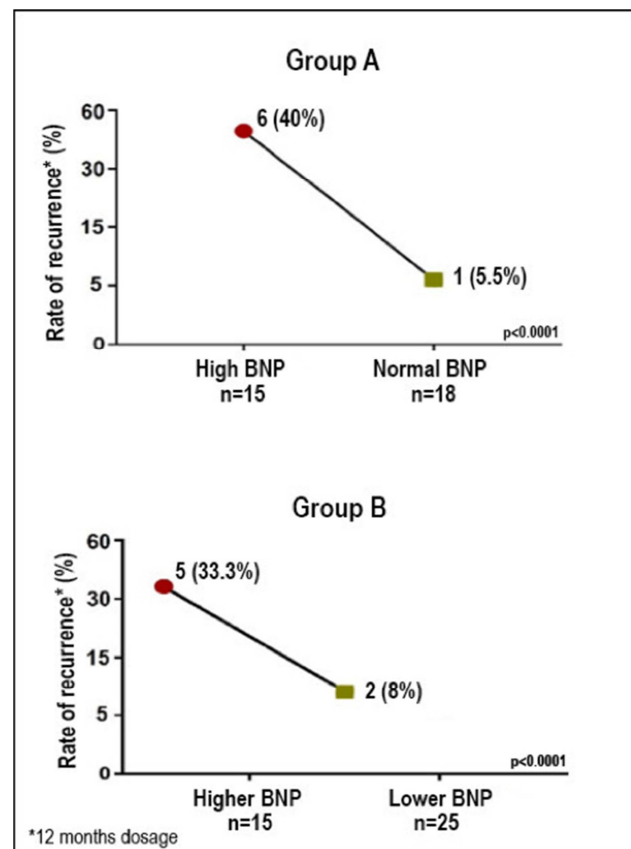 Group A
Rate of recurrence* (%)
60
30
15
5
0
6 (40%)
1 (5.5%)
p<0.0001
High BNP
n=15
Normal BNP
n=18
Group B
Rate of recurrence* (%)
60
30
15
5
0
5 (33.3%)
2 (8%)
p<0.0001
Higher BNP
n=15
Lower BNP
n=25
*12 months dosage